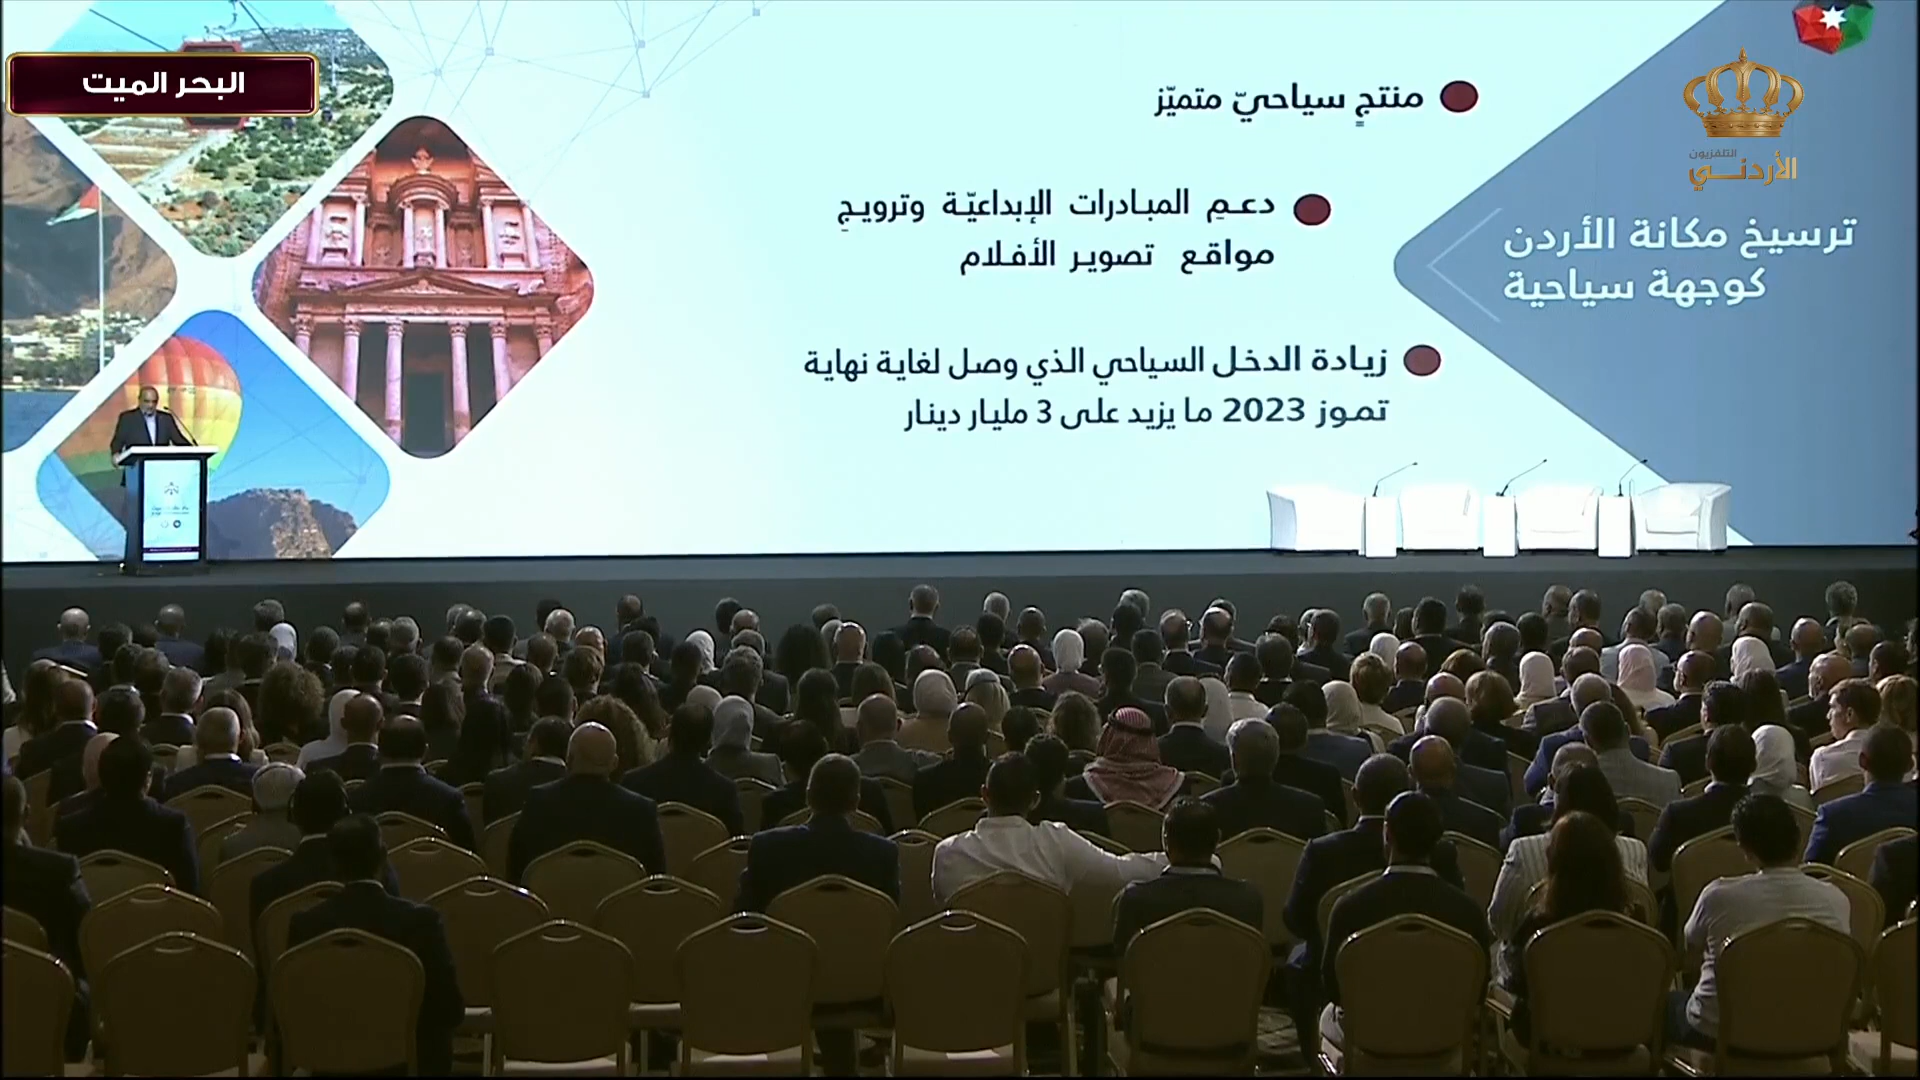 البحر الميت
التلفزيون
الأردني
ترسيخ مكانة الأردن
كوجهة سياحية
منتجٍ سياحيّ متميّز
دعمِ المبادرات الإبداعيّة وترويجِ
مواقع تصوير الأفلام
زيادة الدخل السياحي الذي وصل لغاية نهاية
تموز 2023 ما يزيد على 3 مليار دينار